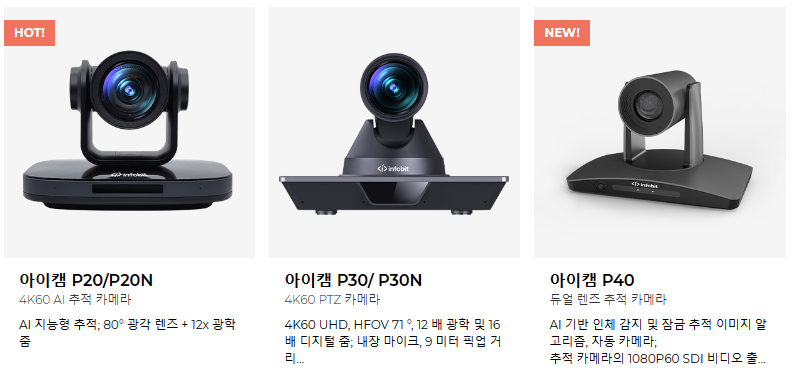 HOT!
infobit
아이캠 P20/P20N
4K60 AI 추적 카메라
AI 지능형 추적; 80° 광각 렌즈 + 12x 광학
줌
infobit
아이캠 P30/ P30N
4K60 PTZ 카메라
4K60 UHD, HFOV 71 °, 12 배 광학 및 16
배 디지털 줌; 내장 마이크, 9 미터 픽업 거
리...
NEW!
infobit
아이캠 P40
듀얼 렌즈 추적 카메라
AI 기반 인체 감지 및 잠금 추적 이미지 알
고리즘, 자동 카메라;
추적 카메라의 1080P60 SDI 비디오 출...